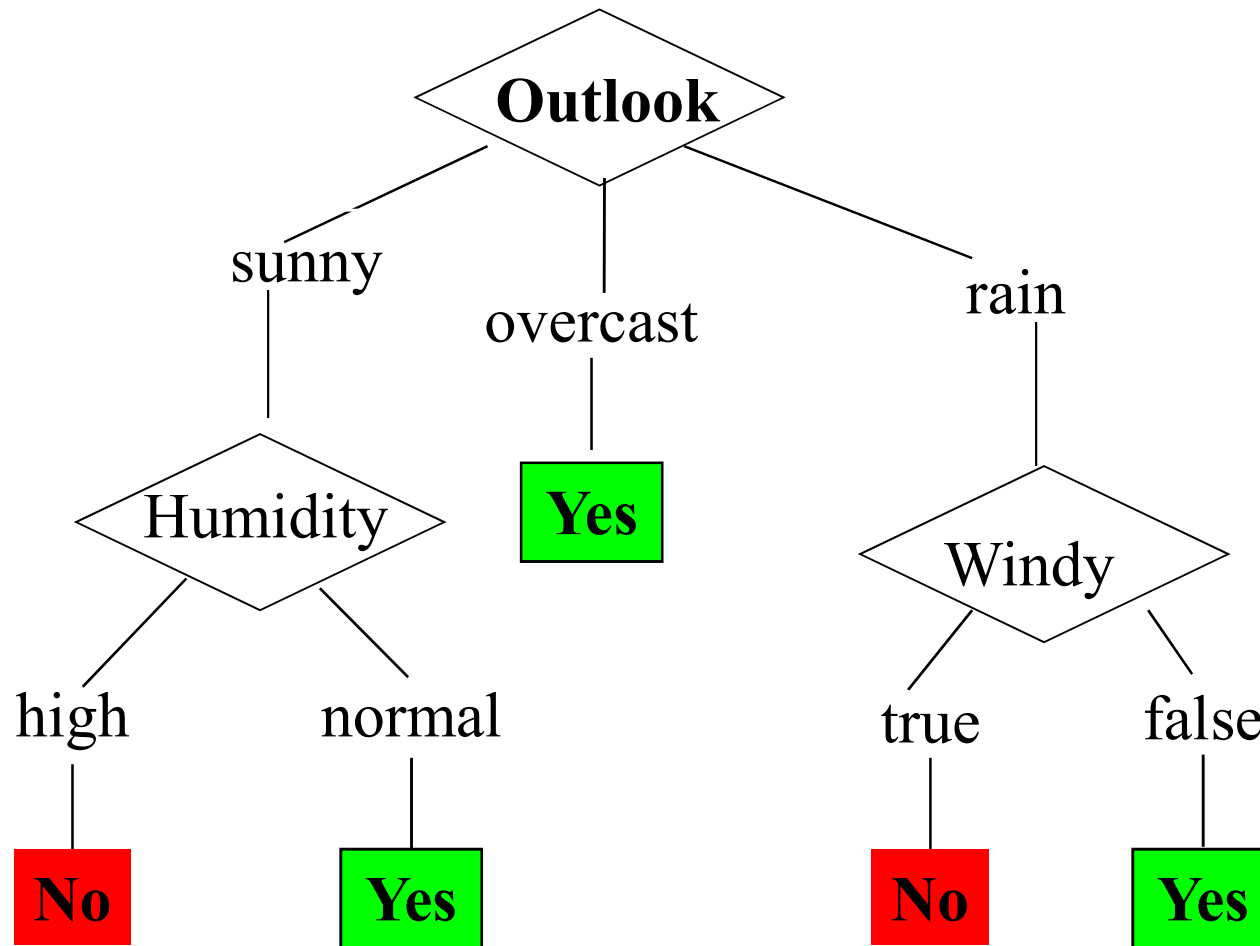 Outlook
sunny
overcast
rain
Humidity
Yes
Windy
high
normal
true
false
No
Yes
No
Yes